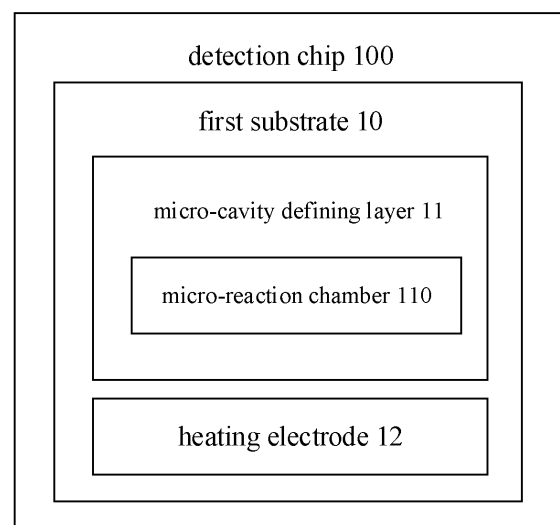 detection chip 100
first substrate 10
micro-cavity defining layer 11
micro-reaction chamber 110
heating electrode 12